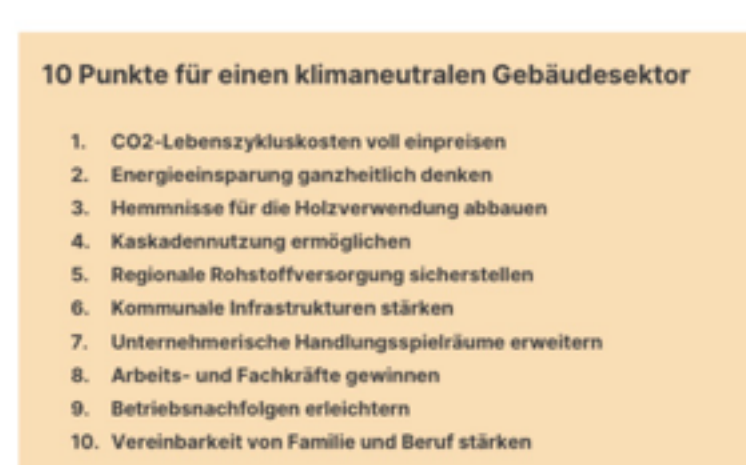 10 Punkte für einen klimaneutralen Gebäudesektor
1. CO2-Lebenszykluskosten voll einpreisen
2. Energieeinsparung ganzheitlich denken
3. Hemmnisse für die Holzverwendung abbauen
4. Kaskadennutzung ermöglichen
5. Regionale Rohstoffversorgung sicherstellen
6. Kommunale Infrastrukturen stärken
7. Unternehmerische Handlungsspielräume erweitern
8. Arbeits- und Fachkräfte gewinnen
9. Betriebsnachfolgen erleichtern
10. Vereinbarkeit von Familie und Beruf stärken